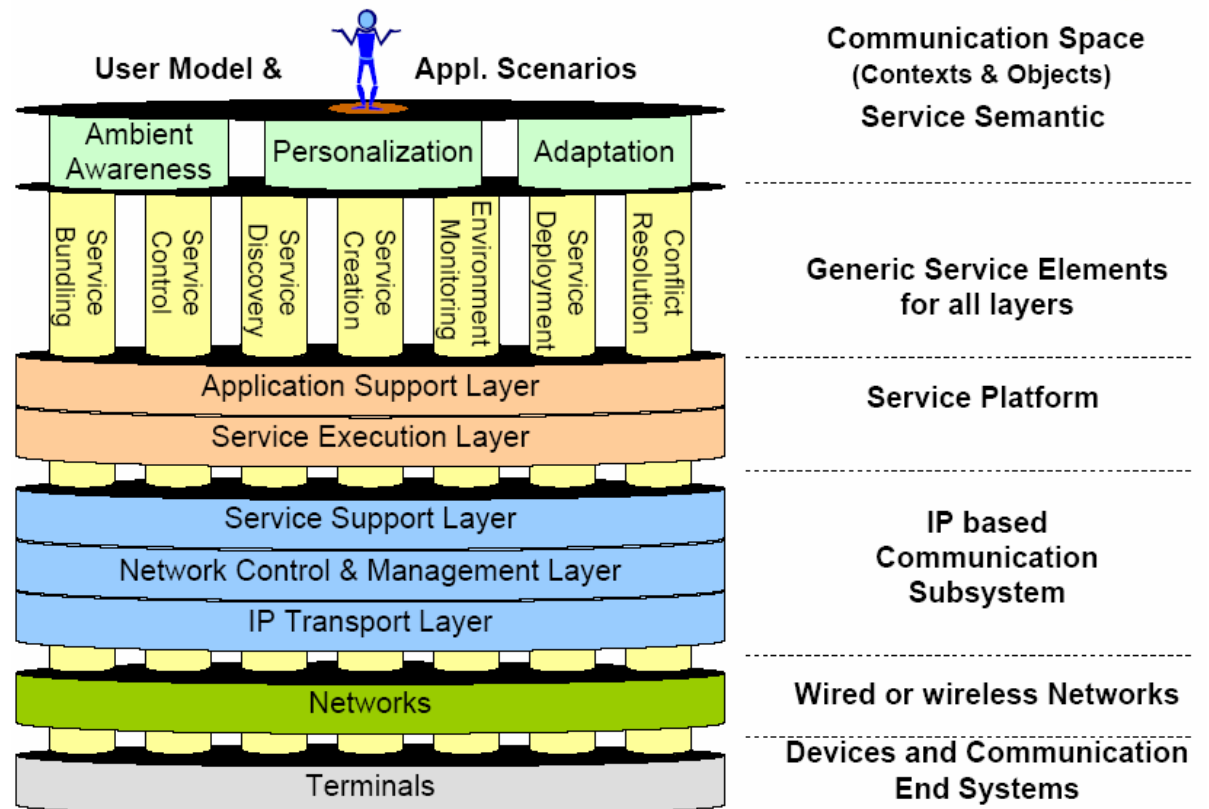 User Model &
Appl. Scenarios
Communication Space
(Contexts & Objects)
Service Semantic
Ambient
Awareness
Personalization
Adaptation
Service
Bundling
Service
Control
Service
Discovery
Service
Creation
Environment
Monitoring
Service
Deployment
Conflict
Resolution
Generic Service Elements
for all layers
Application Support Layer
Service Execution Layer
Service Platform
Service Support Layer
Network Control & Management Layer
IP Transport Layer
IP based
Communication
Subsystem
Networks
Wired or wireless Networks
Terminals
Devices and Communication
End Systems